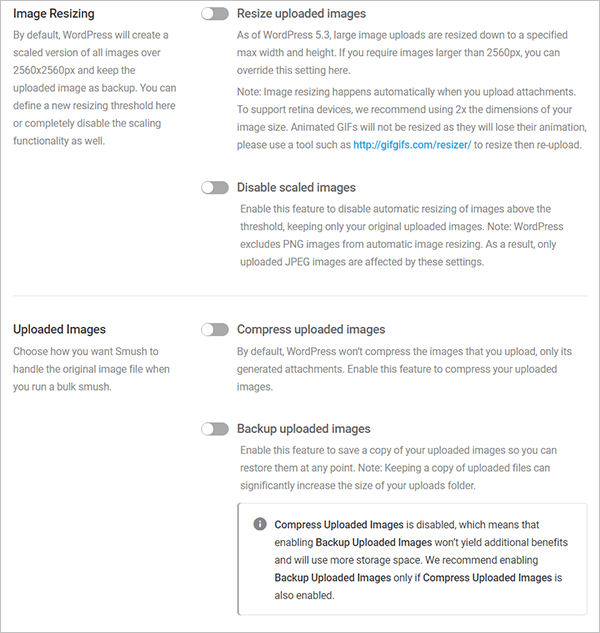 Image Resizing
By default, WordPress will create a
scaled version of all images over
2560x2560px and keep the
uploaded image as backup. You can
define a new resizing threshold here
or completely disable the scaling
functionality as well.
Resize uploaded images
As of WordPress 5.3, large image uploads are resized down to a specified
max width and height. If you require images larger than 2560px, you can
override this setting here.
Note: Image resizing happens automatically when you upload attachments.
To support retina devices, we recommend using 2x the dimensions of your
image size. Animated GIFs will not be resized as they will lose their animation,
please use a tool such as http://gifgifs.com/resizer/ to resize then re-upload.
Disable scaled images
Enable this feature to disable automatic resizing of images above the
threshold, keeping only your original uploaded images. Note: WordPress
excludes PNG images from automatic image resizing. As a result, only
uploaded JPEG images are affected by these settings.
Uploaded Images
Choose how you want Smush to
handle the original image file when
you run a bulk smush.
Compress uploaded images
By default, WordPress won't compress the images that you upload, only its
generated attachments. Enable this feature to compress your uploaded
images.
Backup uploaded images
Enable this feature to save a copy of your uploaded images so you can
restore them at any point. Note: Keeping a copy of uploaded files can
significantly increase the size of your uploads folder.
Compress Uploaded Images is disabled, which means that
enabling Backup Uploaded Images won't yield additional benefits
and will use more storage space. We recommend enabling
Backup Uploaded Images only if Compress Uploaded Images is
also enabled.